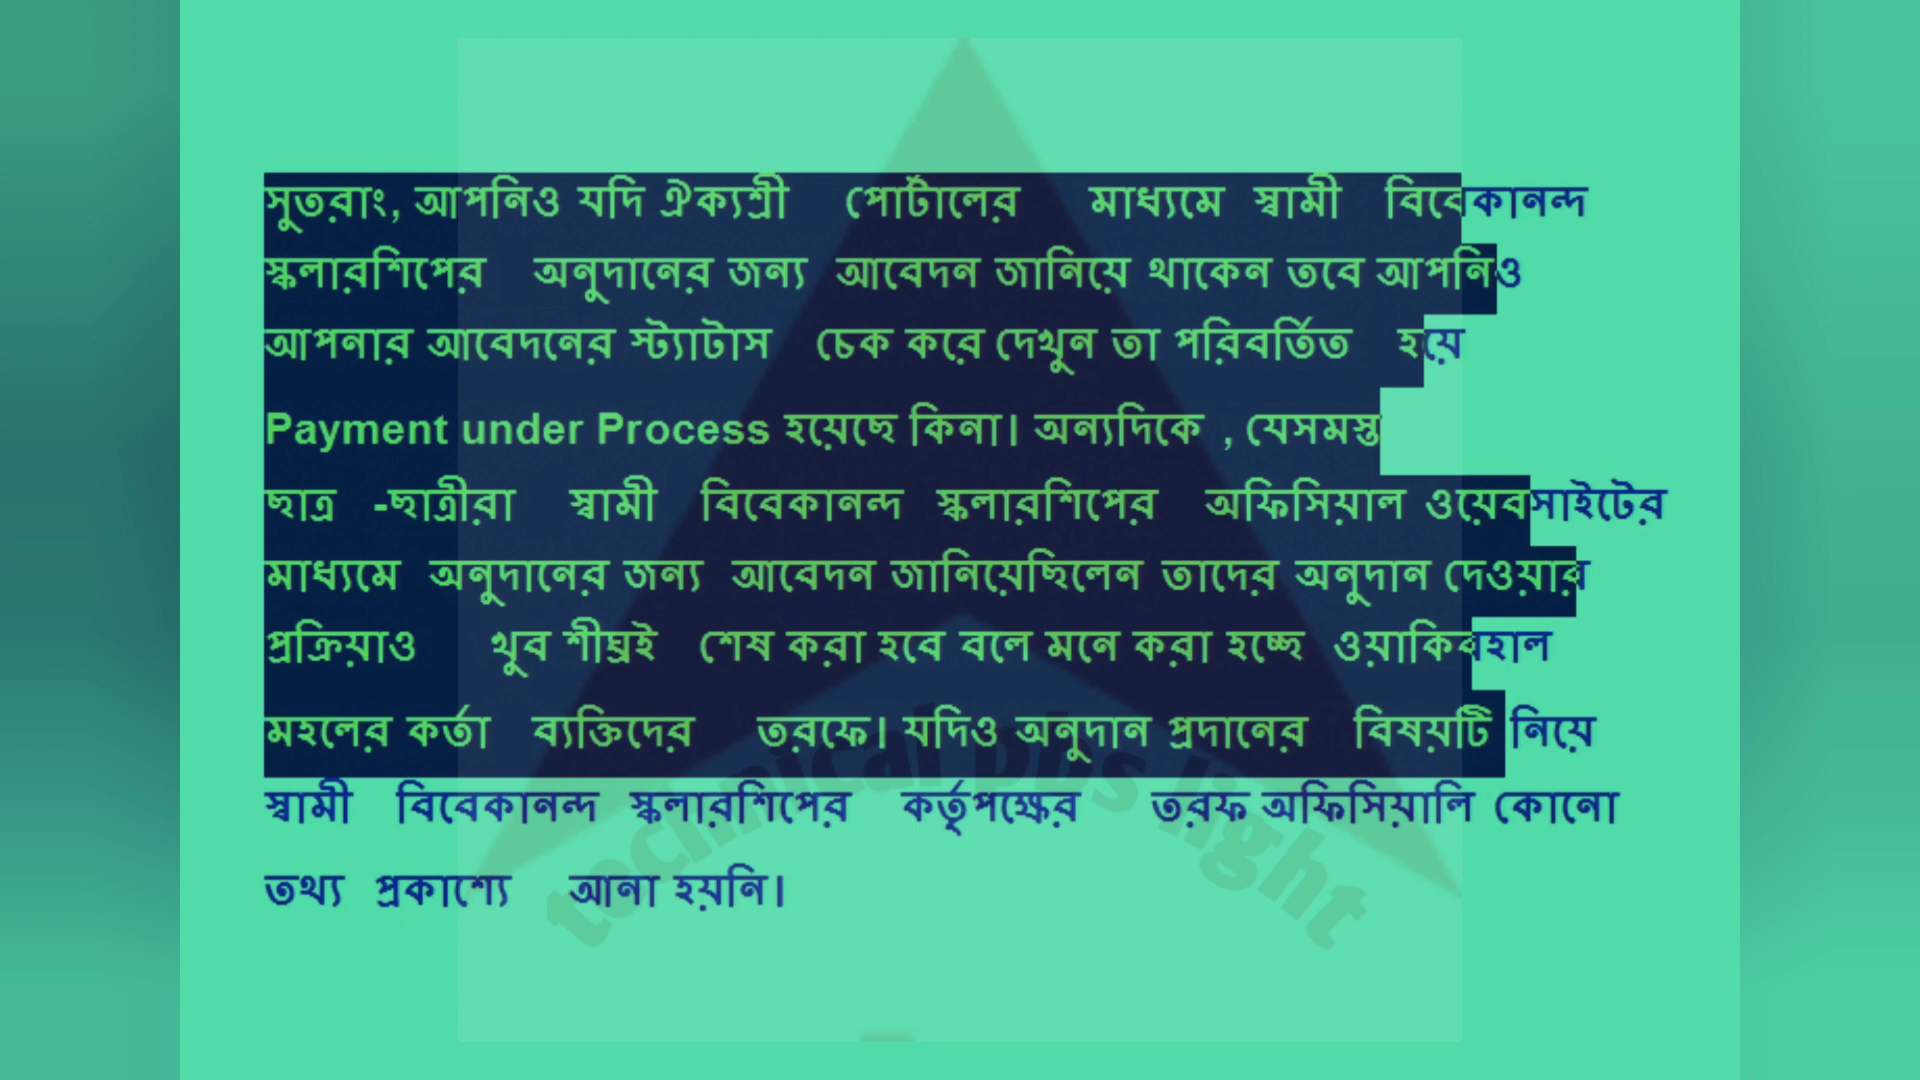 সুতরাং, আপনিও যদি ঐক্যশ্রী পোর্টালের মাধ্যমে স্বামী বিবেকানন্দ
স্কলারশিপের অনুদানের জন্য আবেদন জানিয়ে থাকেন তবে আপনিও
আপনার আবেদনের স্ট্যাটাস চেক করে দেখুন তা পরিবর্তিত হয়ে
Payment under Process হয়েছে কিনা। অন্যদিকে , যেসমস্ত
ছাত্র -ছাত্রীরা স্বামী বিবেকানন্দ স্কলারশিপের অফিসিয়াল ওয়েবসাইটের
মাধ্যমে অনুদানের জন্য আবেদন জানিয়েছিলেন তাদের অনুদান দেওয়ার
প্রক্রিয়াও খুব শীঘ্রই শেষ করা হবে বলে মনে করা হচ্ছে ওয়াকিবহাল
মহলের কর্তা ব্যক্তিদের তরফে। যদিও অনুদান প্রদানের বিষয়টি নিয়ে
স্বামী বিবেকানন্দ স্কলারশিপের কর্তৃপক্ষের তরফ অফিসিয়ালি কোনো
তথ্য প্রকাশ্যে আনা হয়নি।
technical pbs light